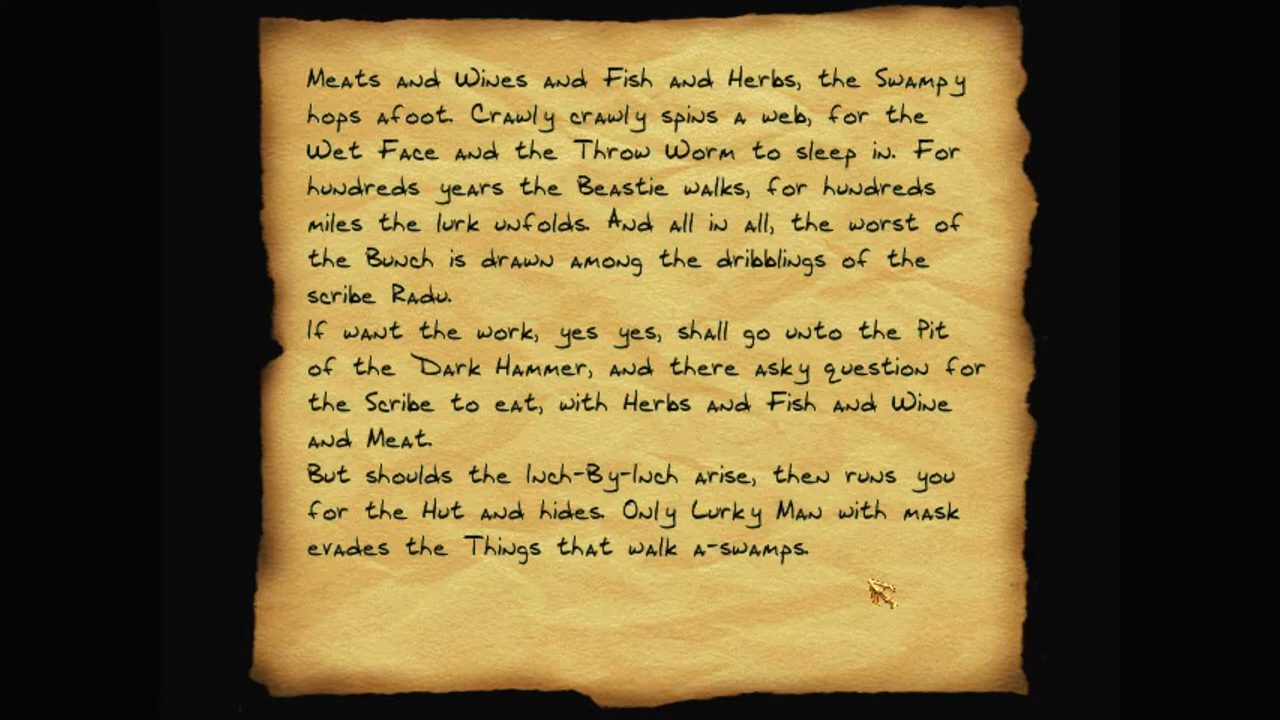 Meats and Wines and Fish and Herbs, the Swampy
hops afoot. Crawly crawly spins a web, for the
Wet Face and the Throw Worm to sleep in. For
hundreds years the Beastie walks, for hundreds
miles the lurk unfolds. And all in all, the worst of
the Bunch is drawn among the dribblings of the
scribe Radu.
If want the work, yes yes, shall go unto the Pit
of the Dark Hammer, and there asky question for
the Scribe to eat, with Herbs and Fish and Wine
and Meat.
But shoulds the Inch-By-Inch arise, then runs you
for the Hut and hides. Only Lurky Man with mask
evades the Things that walk a-swamps.